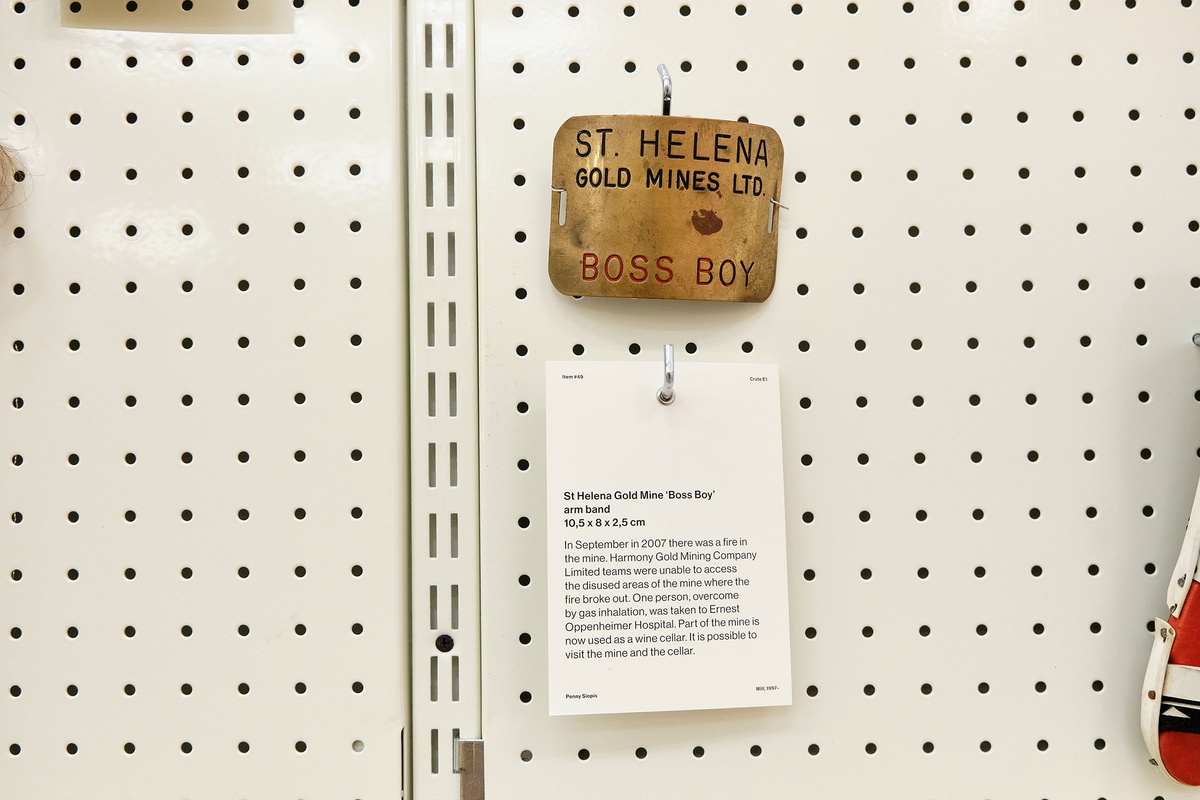 ST. HELENA
GOLD MINES LTD.
BOSS BOY
Item #49
Crate E1
St Helena Gold Mine ‘Boss Boy’
arm band
10,5 x 8 x 2,5 cm
In September in 2007 there was a fire in
the mine. Harmony Gold Mining Company
Limited teams were unable to access
the disused areas of the mine where the
fire broke out. One person, overcome
by gas inhalation, was taken to Ernest
Oppenheimer Hospital. Part of the mine is
now used as a wine cellar. It is possible to
visit the mine and the cellar.
Penny Siopis
Will, 1997–